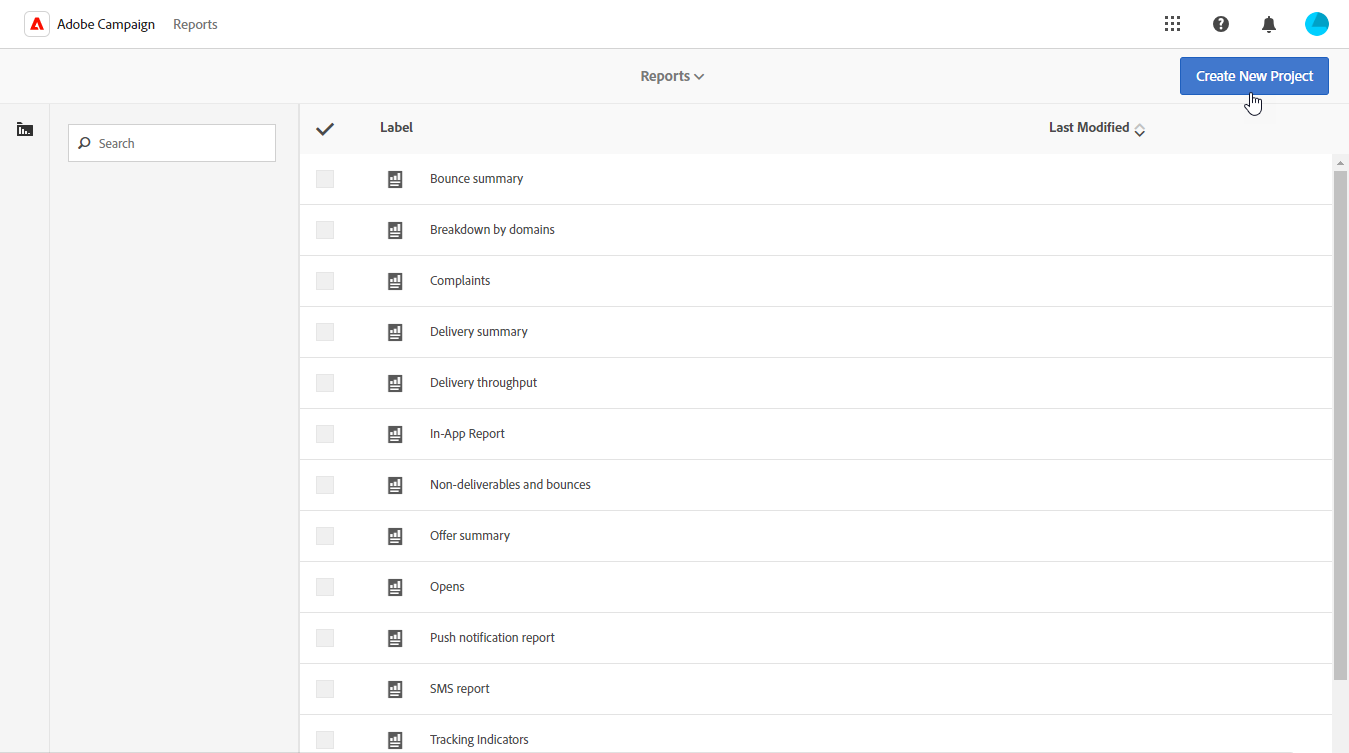 Adobe Campaign Reports
Reports
Create New Project
Search
Label Last Modified
Bounce summary
Breakdown by domains
Complaints
Delivery summary
Delivery throughput
In-App Report
Non-deliverables and bounces
Offer summary
Opens
Push notification report
SMS report
Tracking Indicators